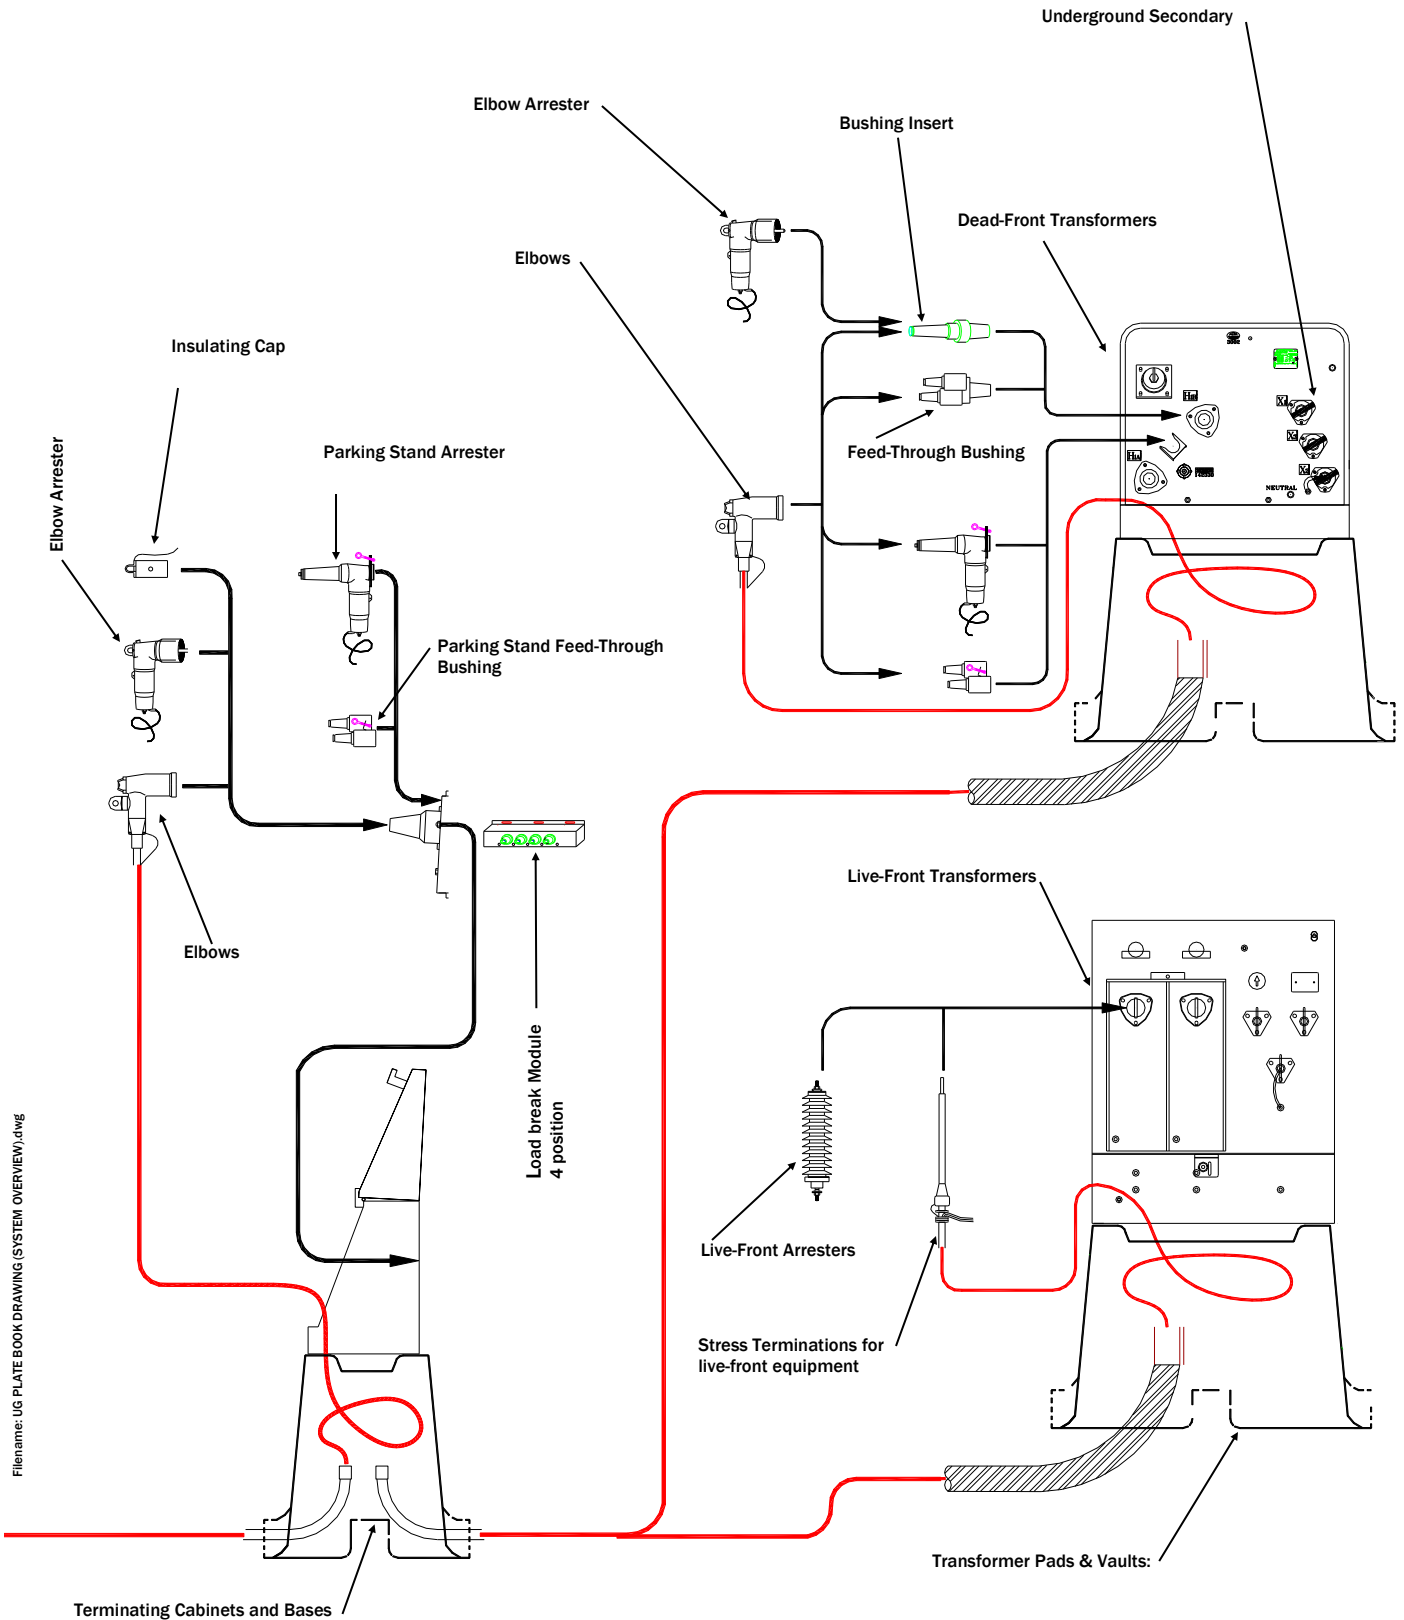 Underground Secondary
Elbow Arrester
Bushing Insert
Dead-Front Transformers
Elbows
Insulating Cap
Elbow Arrester
Parking Stand Arrester
Feed-Through Bushing
NEUTRAL
Parking Stand Feed-Through
Bushing
Live-Front Transformers
Elbows
Load break Module
4 position
Live-Front Arresters
Stress Terminations for
live-front equipment
Filename: UG PLATE BOOK DRAWING (SYSTEM OVERVIEW).dwg
Transformer Pads & Vaults:
Terminating Cabinets and Bases